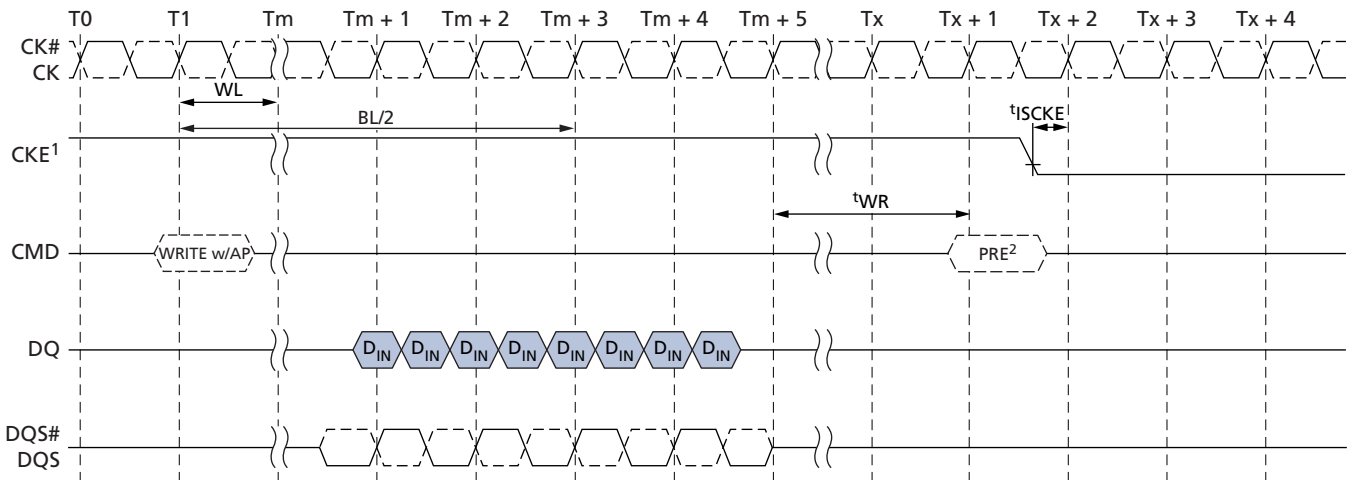 T0 T1 Tm Tm + 1 Tm + 2 Tm + 3 Tm + 4 Tm + 5 Tx Tx + 1 Tx + 2 Tx + 3 Tx + 4
CK#
CK
WL
BL/2
tISCKE
CKE1
tWR
CMD WRITE w/AP PRE2
DQ DIN DIN DIN DIN DIN DIN DIN DIN
DQS#
DQS